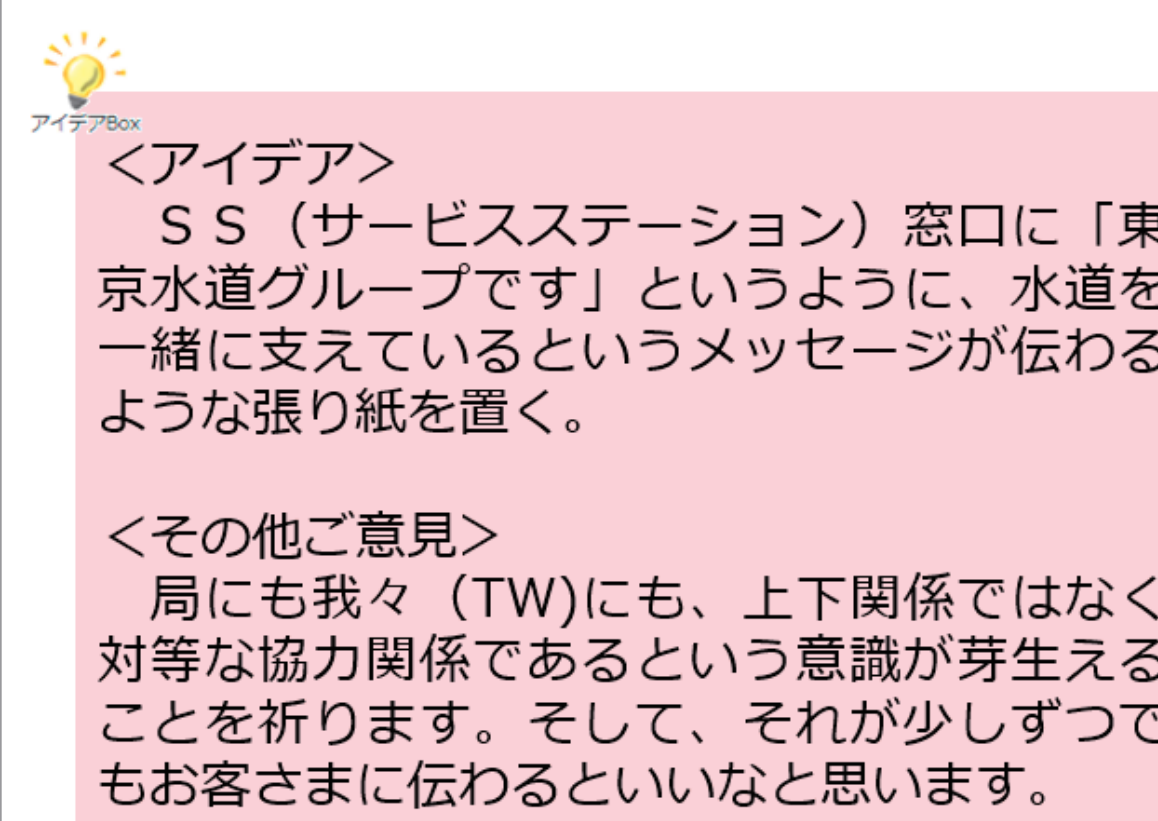 アイデアBox
＜アイデア＞
　ＳＳ（サービスステーション）窓口に「東
京水道グループです」というように、水道を
一緒に支えているというメッセージが伝わる
ような張り紙を置く。
＜その他ご意見＞
　局にも我々（TW)にも、上下関係ではなく
対等な協力関係であるという意識が芽生える
ことを祈ります。そして、それが少しずつで
もお客さまに伝わるといいなと思います。